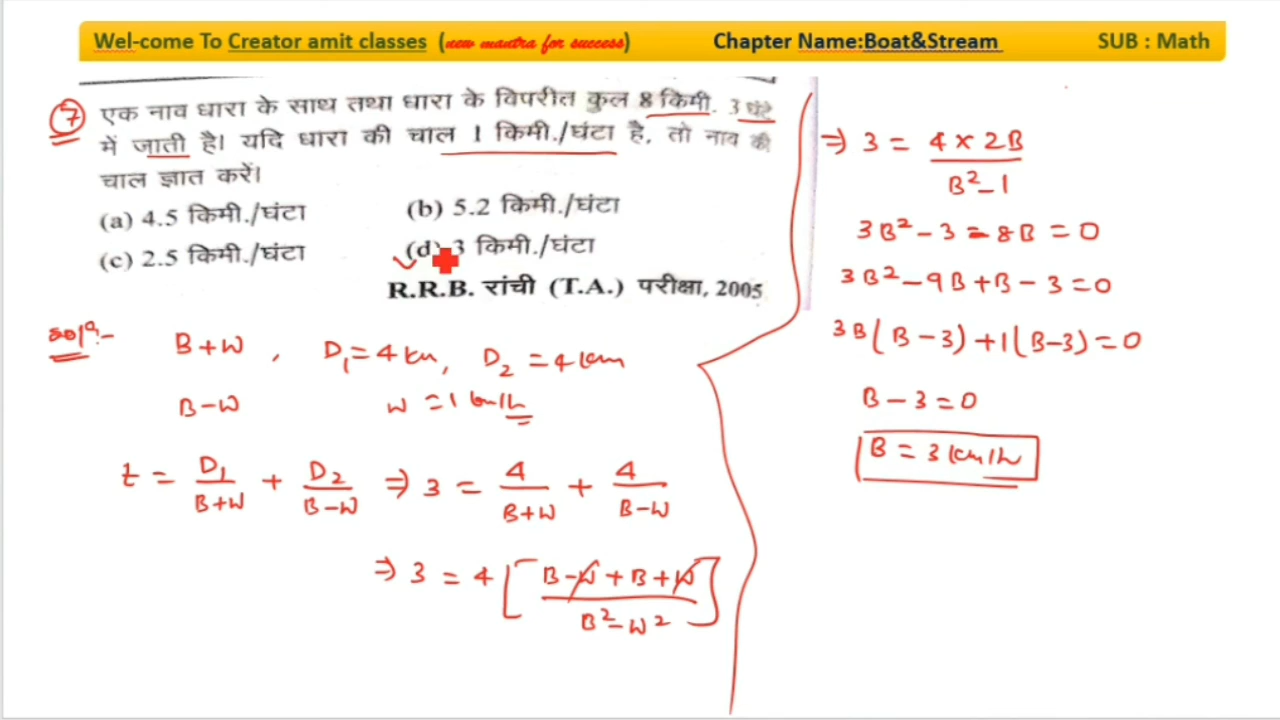 Wel-come To Creator amit classes (new mantra for success) Chapter Name:Boat&Stream SUB : Math
(7) एक नाव धारा के साथ तथा धारा के विपरीत कुल 8 किमी. 3 घंटे
में जाती है। यदि धारा की चाल 1 किमी./घंटा है, तो नाव की
चाल ज्ञात करें।
(a) 4.5 किमी./घंटा (b) 5.2 किमी./घंटा
(c) 2.5 किमी./घंटा (d) 3 किमी./घंटा
R.R.B. रांची (T.A.) परीक्षा, 2005
Solⁿ:-
B+W , D₁ = 4 km, D₂ = 4 km
B-W W = 1 km/h
t = D₁/(B+W) + D₂/(B-W) ⇒ 3 = 4/(B+W) + 4/(B-W)
⇒ 3 = 4 [(B-W+B+W)/(B²-W²)]
⇒ 3 = (4 × 2B)/(B²-1)
3B² - 3 - 8B = 0
3B² - 9B + B - 3 = 0
3B(B-3) + 1(B-3) = 0
B - 3 = 0
B = 3 km/h